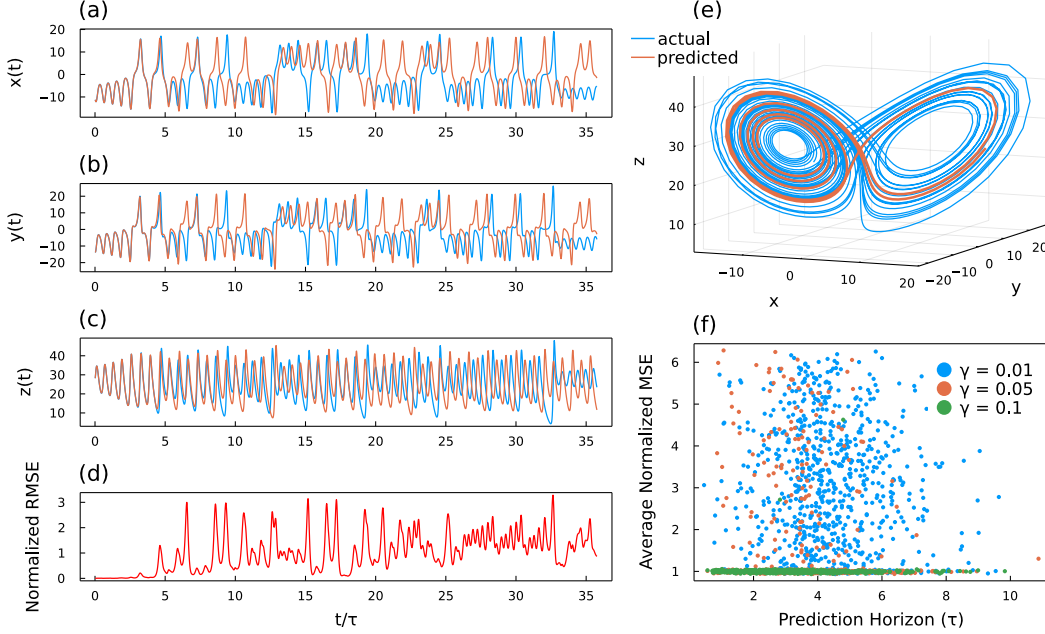 (a)
20
10
0
−10
x(t)
0 5 10 15 20 25 30 35
(b)
20
10
0
−10
−20
y(t)
0 5 10 15 20 25 30 35
(c)
40
30
20
10
z(t)
0 5 10 15 20 25 30 35
(d)
3
2
1
0
Normalized RMSE
0 5 10 15 20 25 30 35
t/τ
(e)
actual
predicted
40
30
20
10
z
−10 0 10 20
x
−20 −10 0 10 20
y
(f)
6
5
4
3
2
1
Average Normalized MSE
γ = 0.01
γ = 0.05
γ = 0.1
2 4 6 8 10
Prediction Horizon (τ)